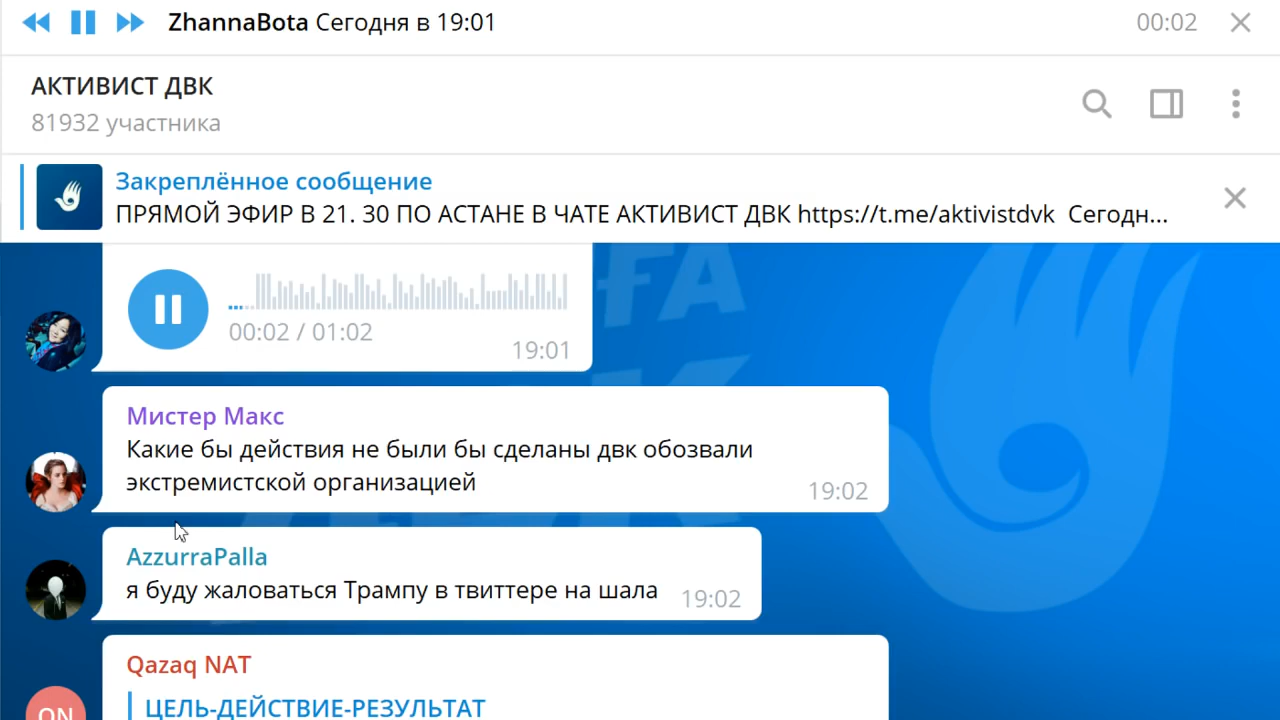 ZhannaBota Сегодня в 19:01
00:02
АКТИВИСТ ДВК
81932 участника
Закреплённое сообщение
ПРЯМОЙ ЭФИР В 21. 30 ПО АСТАНЕ В ЧАТЕ АКТИВИСТ ДВК https://t.me/aktivistdvk Сегодн...
00:02 / 01:02
19:01
Мистер Макс
Какие бы действия не были бы сделаны двк обозвали
экстремистской организацией
19:02
AzzurraPalla
я буду жаловаться Трампу в твиттере на шала
19:02
Qazaq NAT
ЦЕЛЬ-ДЕЙСТВИЕ-РЕЗУЛЬТАТ
QN